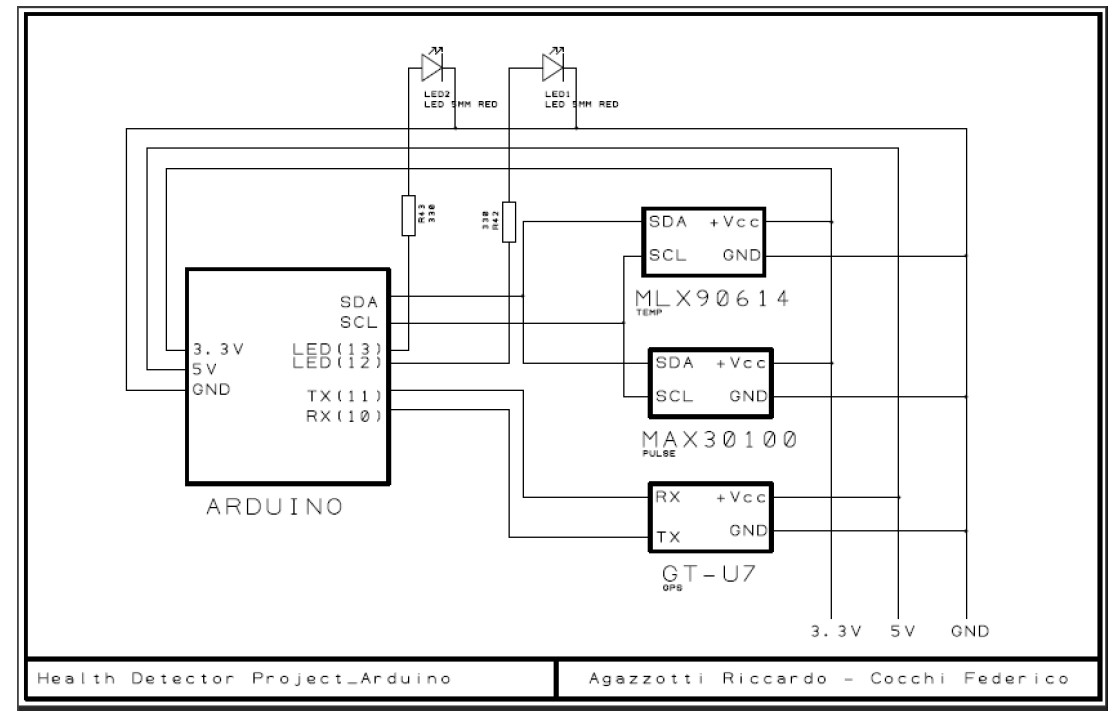 LED2
LED 5MM RED
LED1
LED 5MM RED
R43
330
330
R42
SDA +Vcc
SCL GND
MLX90614
TEMP
SDA
SCL
3.3V LED(13)
5V LED(12)
GND TX(11)
RX(10)
ARDUINO
SDA +Vcc
SCL GND
MAX30100
PULSE
RX +Vcc
TX GND
GT-U7
GPS
3.3V 5V GND
Health Detector Project_Arduino
Agazzotti Riccardo - Cocchi Federico